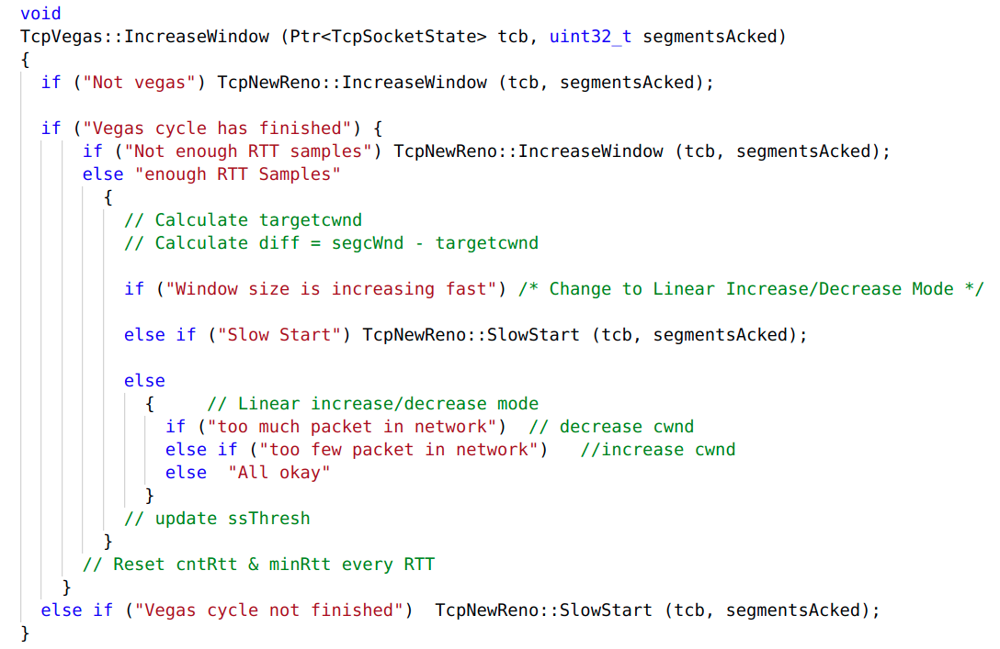 void
TcpVegas::IncreaseWindow (Ptr<TcpSocketState> tcb, uint32_t segmentsAcked)
{
if ("Not vegas") TcpNewReno::IncreaseWindow (tcb, segmentsAcked);
if ("Vegas cycle has finished") {
if ("Not enough RTT samples") TcpNewReno::IncreaseWindow (tcb, segmentsAcked);
else "enough RTT Samples"
{
// Calculate targetcwnd
// Calculate diff = segcWnd - targetcwnd
if ("Window size is increasing fast") /* Change to Linear Increase/Decrease Mode */
else if ("Slow Start") TcpNewReno::SlowStart (tcb, segmentsAcked);
else
{ // Linear increase/decrease mode
if ("too much packet in network") // decrease cwnd
else if ("too few packet in network") //increase cwnd
else "All okay"
}
// update ssThresh
}
// Reset cntRtt & minRtt every RTT
}
else if ("Vegas cycle not finished") TcpNewReno::SlowStart (tcb, segmentsAcked);
}